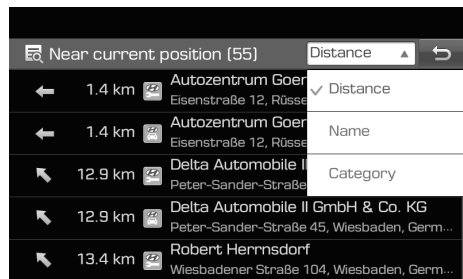 Near current position (55)
Distance
Distance
Name
Category
1.4 km
Autozentrum Goer
Eisenstraße 12, Rüsse
1.4 km
Autozentrum Goer
Eisenstraße 12, Rüsse
12.9 km
Delta Automobile II
Peter-Sander-Straße
12.9 km
Delta Automobile II GmbH & Co. KG
Peter-Sander-Straße 45, Wiesbaden, Germ...
13.4 km
Robert Herrnsdorf
Wiesbadener Straße 104, Wiesbaden, Germ...